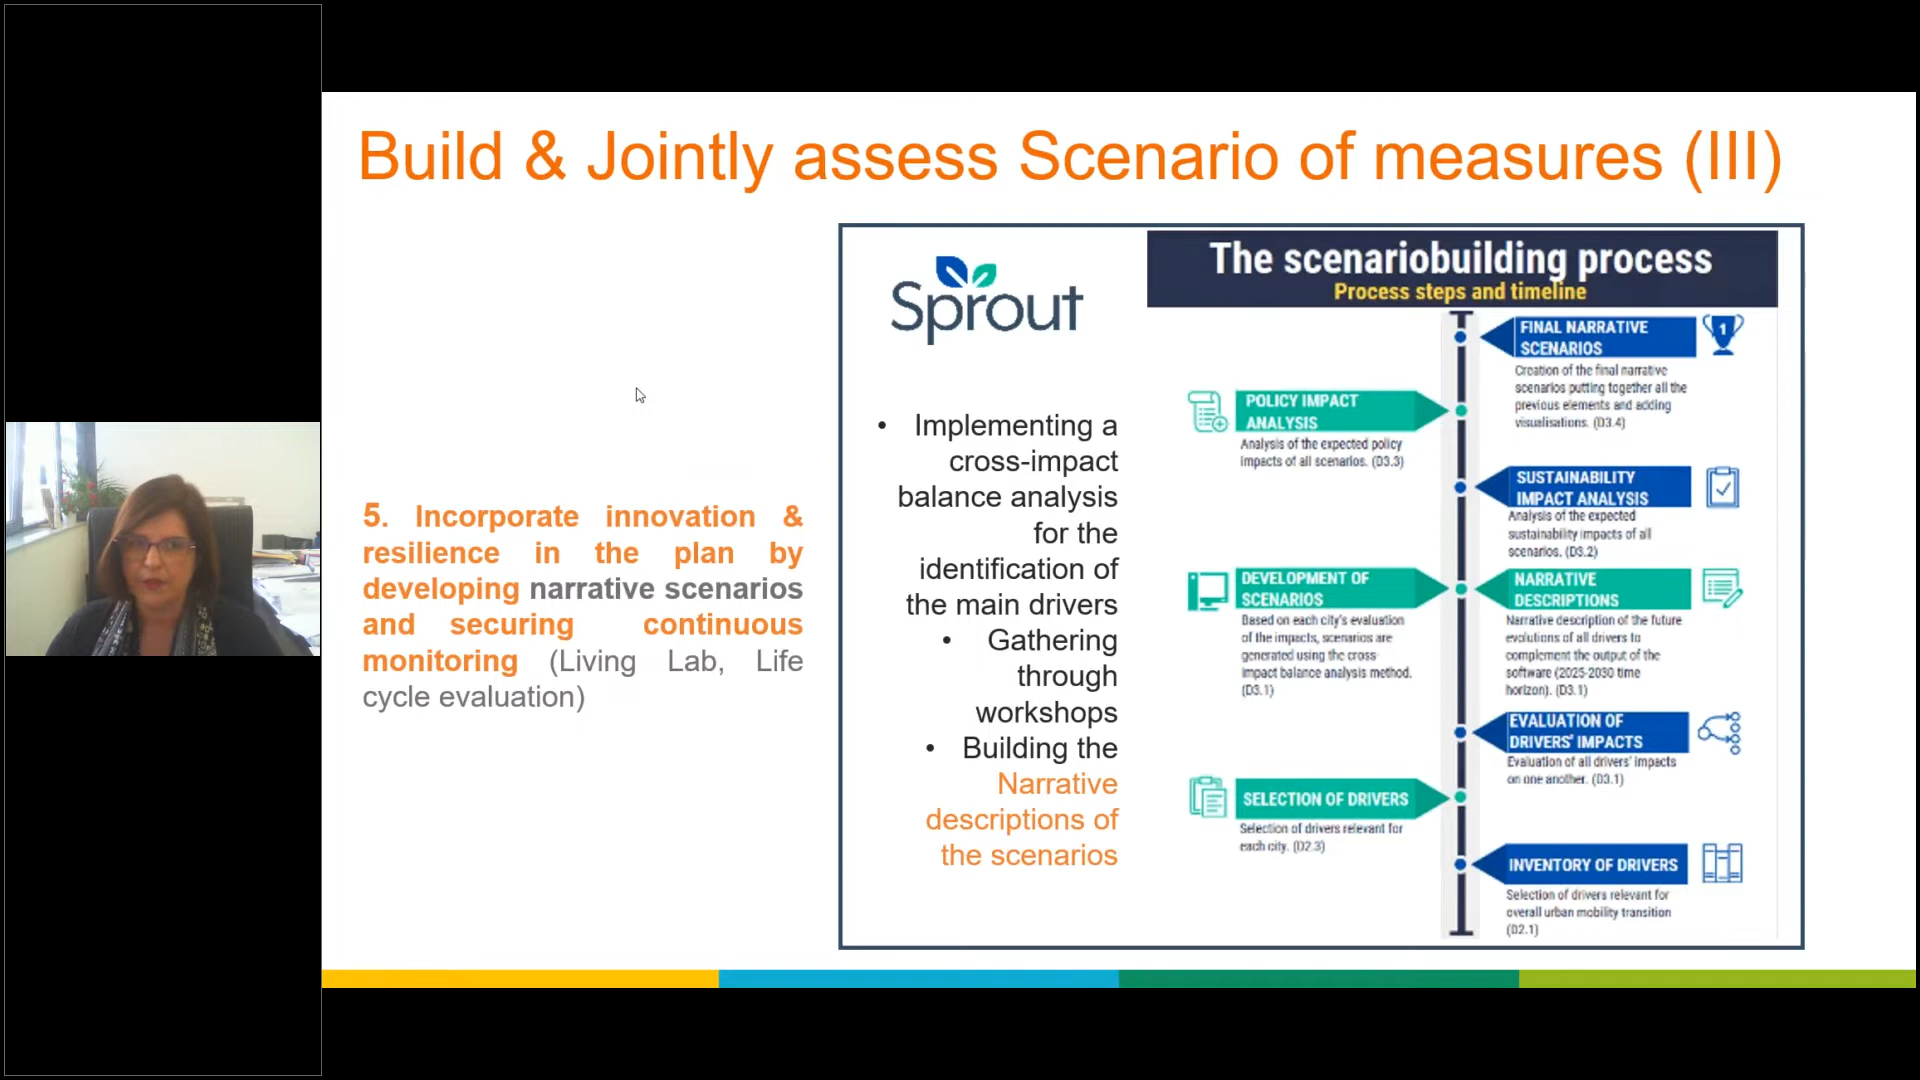 Build & Jointly assess Scenario of measures (III)
5. Incorporate innovation &
resilience in the plan by
developing narrative scenarios
and securing continuous
monitoring (Living Lab, Life
cycle evaluation)
Sprout
• Implementing a
cross-impact
balance analysis
for the
identification of
the main drivers
• Gathering
through
workshops
• Building the
Narrative
descriptions of
the scenarios
The scenariobuilding process
Process steps and timeline
FINAL NARRATIVE
SCENARIOS
1
Creation of the final narrative
scenarios putting together all the
previous elements and adding
visualisations. (D3.4)
POLICY IMPACT
ANALYSIS
Analysis of the expected policy
impacts of all scenarios. (D3.3)
SUSTAINABILITY
IMPACT ANALYSIS
Analysis of the expected
sustainability impacts of all
scenarios. (D3.2)
DEVELOPMENT OF
SCENARIOS
Based on each city's evaluation
of the impacts, scenarios are
generated using the cross-
impact balance analysis method.
(D3.1)
NARRATIVE
DESCRIPTIONS
Narrative description of the future
evolutions of all drivers to
complement the output of the
software (2025-2030 time
horizon). (D3.1)
EVALUATION OF
DRIVERS' IMPACTS
Evaluation of all drivers' impacts
on one another. (D3.1)
SELECTION OF DRIVERS
Selection of drivers relevant for
each city. (D2.3)
INVENTORY OF DRIVERS
Selection of drivers relevant for
overall urban mobility transition
(D2.1)